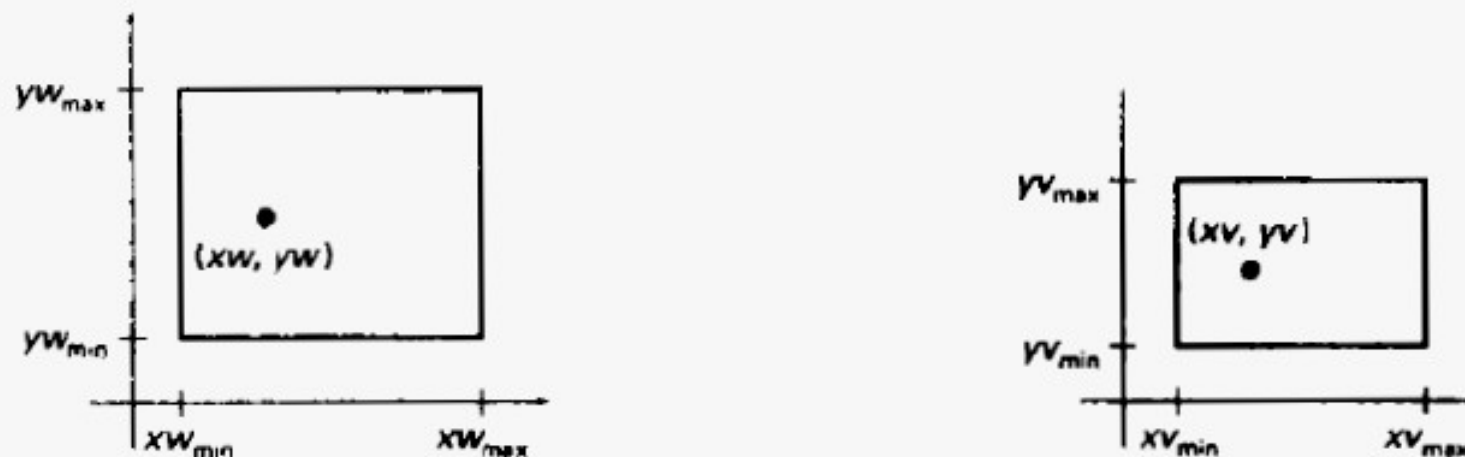 yw_max
(xw, yw)
yw_min
xw_min xw_max
yv_max
(xv, yv)
yv_min
xv_min xv_max